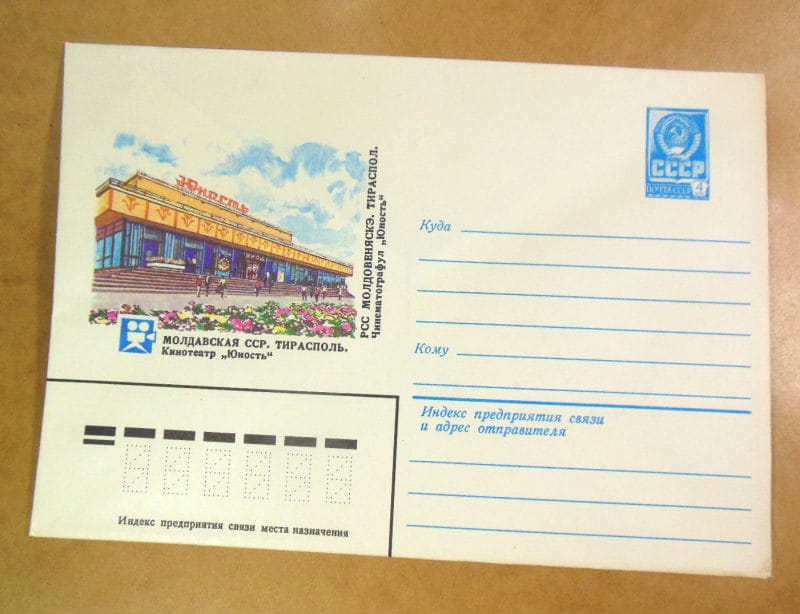 Юность
МОЛДАВСКАЯ ССР. ТИРАСПОЛЬ.
Кинотеатр „Юность“
РСС МОЛДОВЕНЯСКЭ. ТИРАСПОЛ.
Чинематографул „Юность“
СССР
ПОЧТА СССР
4
Куда
Кому
Индекс предприятия связи
и адрес отправителя
Индекс предприятия связи места назначения